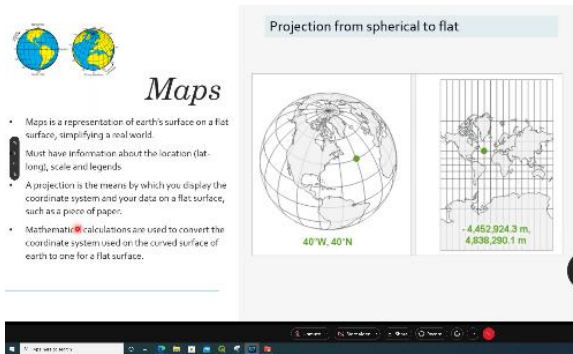 Maps
• Maps is a representation of earth's surface on a flat
surface, simplifying a real world.
Must have information about the location (lat-
long), scale and legends
• A projection is the means by which you display the
coordinate system and your data on a flat surface,
such as a piece of paper.
• Mathematical calculations are used to convert the
coordinate system used on the curved surface of
earth to one for a flat surface.
Projection from spherical to flat
40°W, 40°N
- 4,452,924.3 m,
4,838,290.1 m